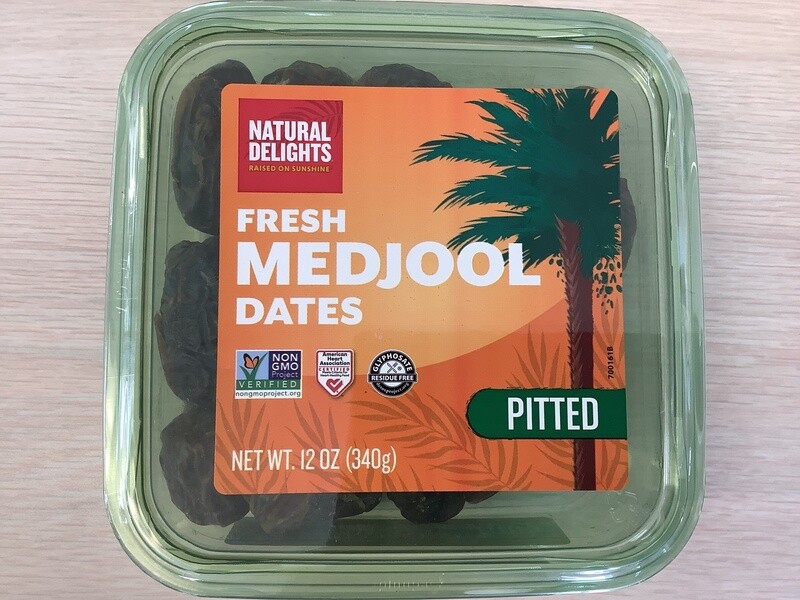 NATURAL
DELIGHTS
RAISED ON SUNSHINE
FRESH
MEDJOOL
DATES
NON
GMO
Project
VERIFIED
nongmoproject.org
American
Heart
Association
CERTIFIED
GLYPHOSATE
RESIDUE FREE
700161B
PITTED
NET WT. 12 OZ (340g)